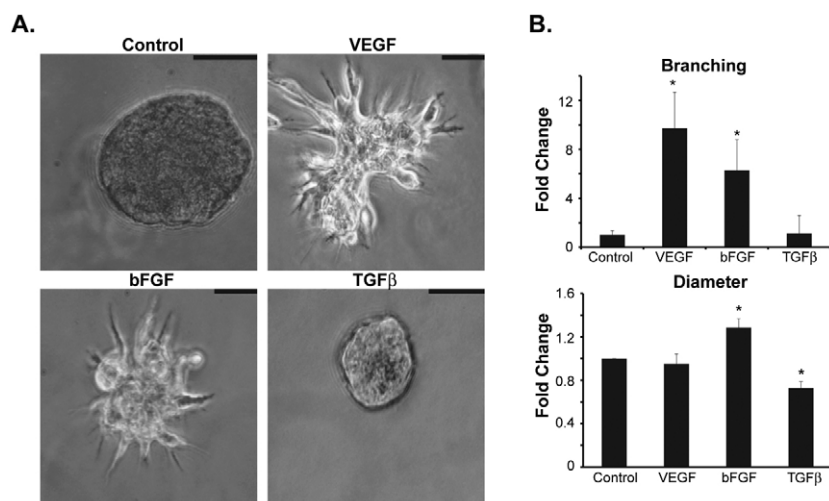 A.
Control
VEGF
bFGF
TGFβ
B.
Branching
Fold Change
12
8
4
0
*
*
Control
VEGF
bFGF
TGFβ
Diameter
Fold Change
1.6
1.2
0.8
0.4
0
*
*
Control
VEGF
bFGF
TGFβ